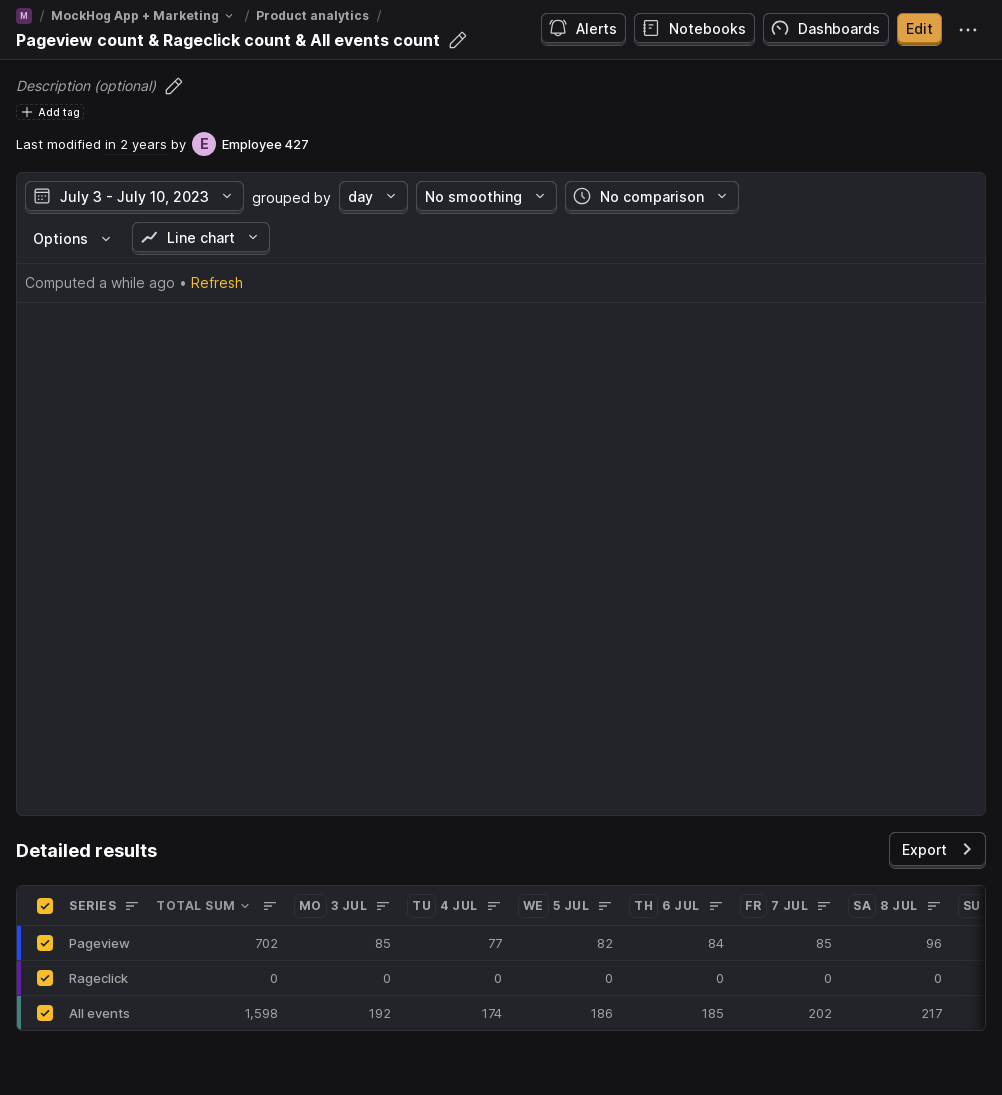 M / MockHog App + Marketing / Product analytics /
Pageview count & Rageclick count & All events count
Alerts Notebooks Dashboards Edit
Description (optional)
Add tag
Last modified in 2 years by E Employee 427
July 3 - July 10, 2023 grouped by day No smoothing No comparison
Options Line chart
Computed a while ago • Refresh
Detailed results Export
SERIES TOTAL SUM MO 3 JUL TU 4 JUL WE 5 JUL TH 6 JUL FR 7 JUL SA 8 JUL SU
Pageview 702 85 77 82 84 85 96
Rageclick 0 0 0 0 0 0 0
All events 1,598 192 174 186 185 202 217